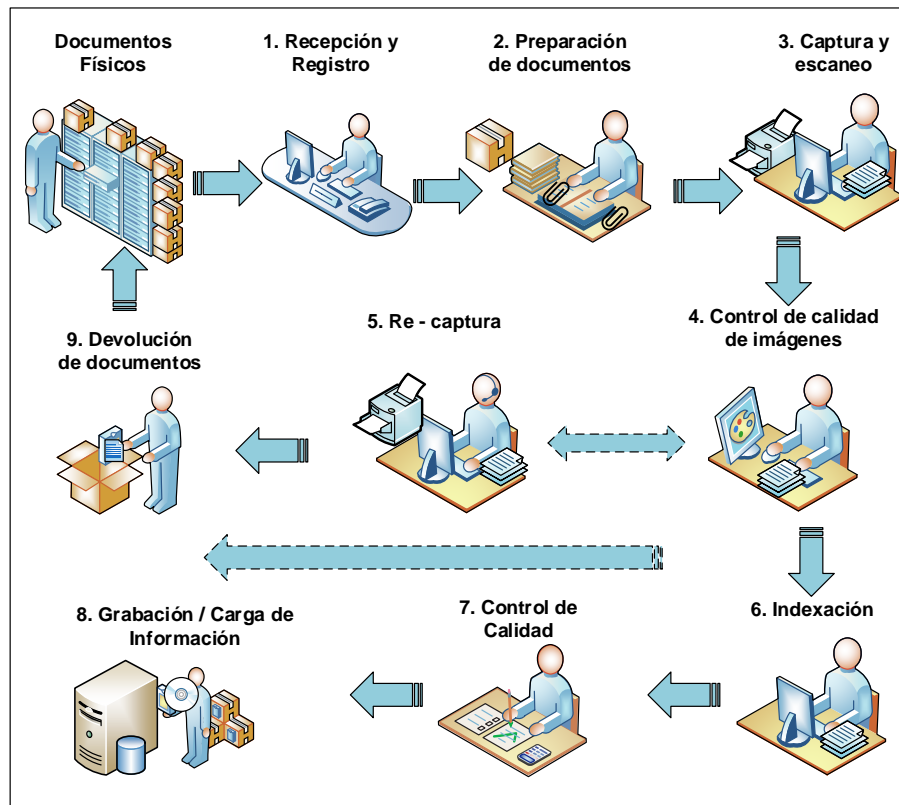 Documentos
Físicos
1. Recepción y
Registro
2. Preparación
de documentos
3. Captura y
escaneo
4. Control de calidad
de imágenes
5. Re - captura
9. Devolución
de documentos
6. Indexación
7. Control de
Calidad
8. Grabación / Carga de
Información